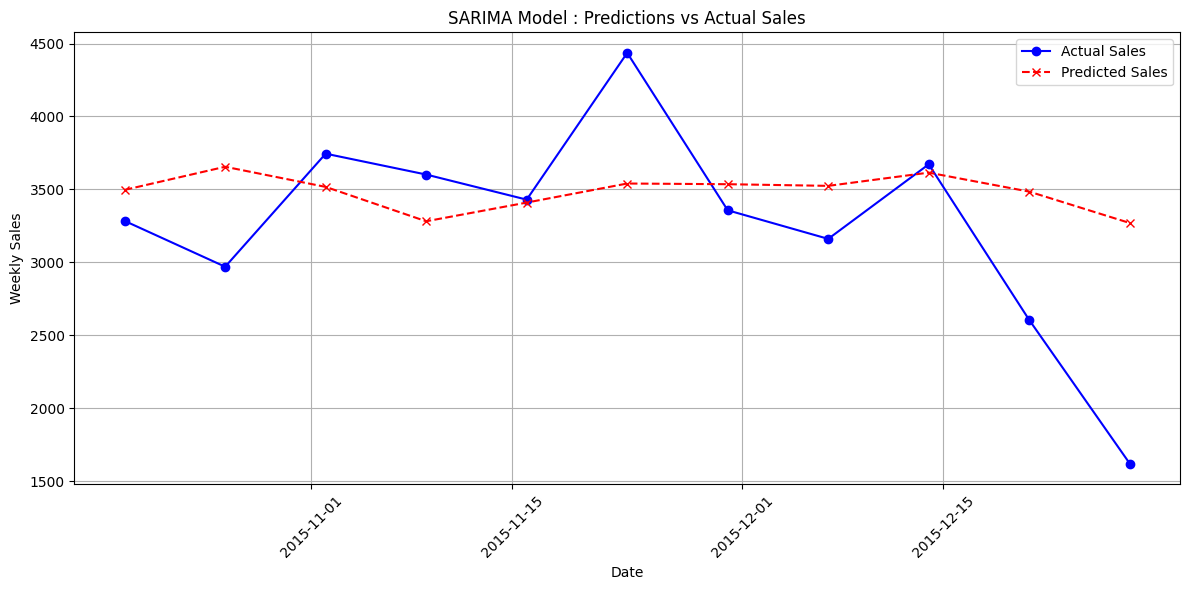 SARIMA Model : Predictions vs Actual Sales
Actual Sales
Predicted Sales
Weekly Sales
4500
4000
3500
3000
2500
2000
1500
2015-11-01
2015-11-15
2015-12-01
2015-12-15
Date